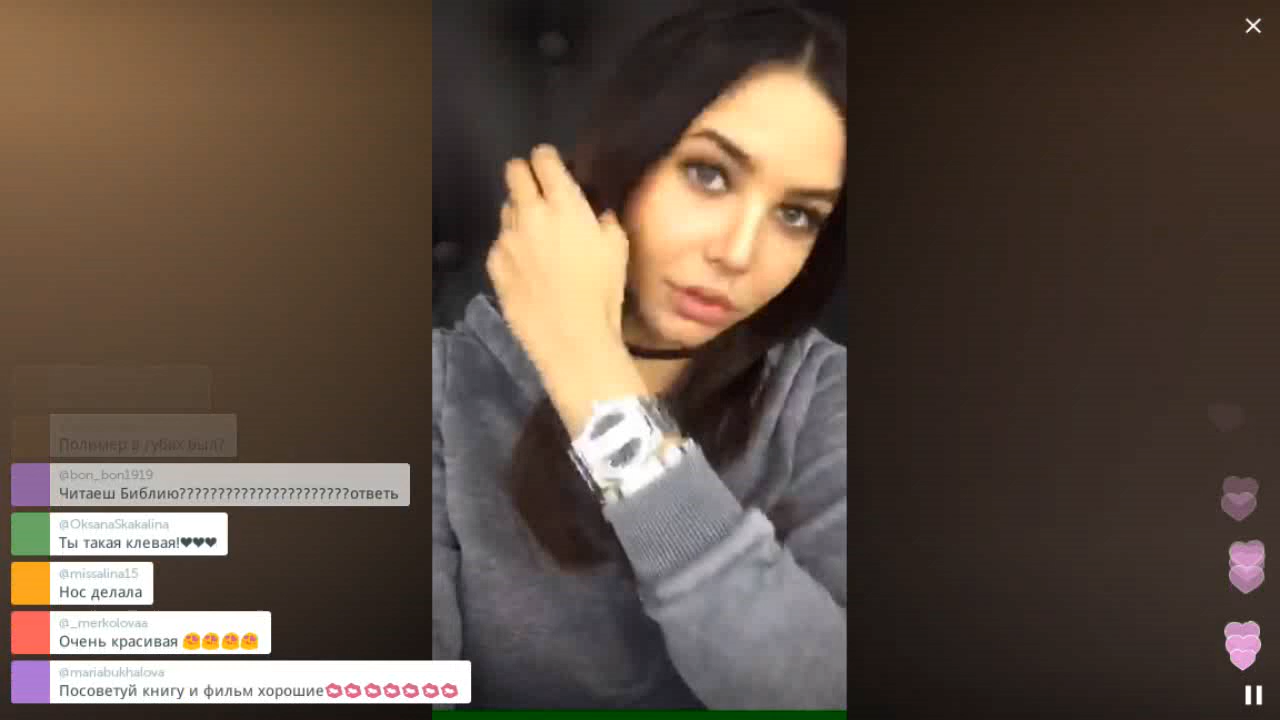 Полимер в губах был?
@bon_bon1919
Читаеш Библию??????????????????????ответь
@OksanaSkakalina
Ты такая клевая!❤❤❤
@missalina15
Нос делала
@_merkolovaa
Очень красивая 😍😍😍😍
@mariabukhalova
Посоветуй книгу и фильм хорошие💋💋💋💋💋💋💋